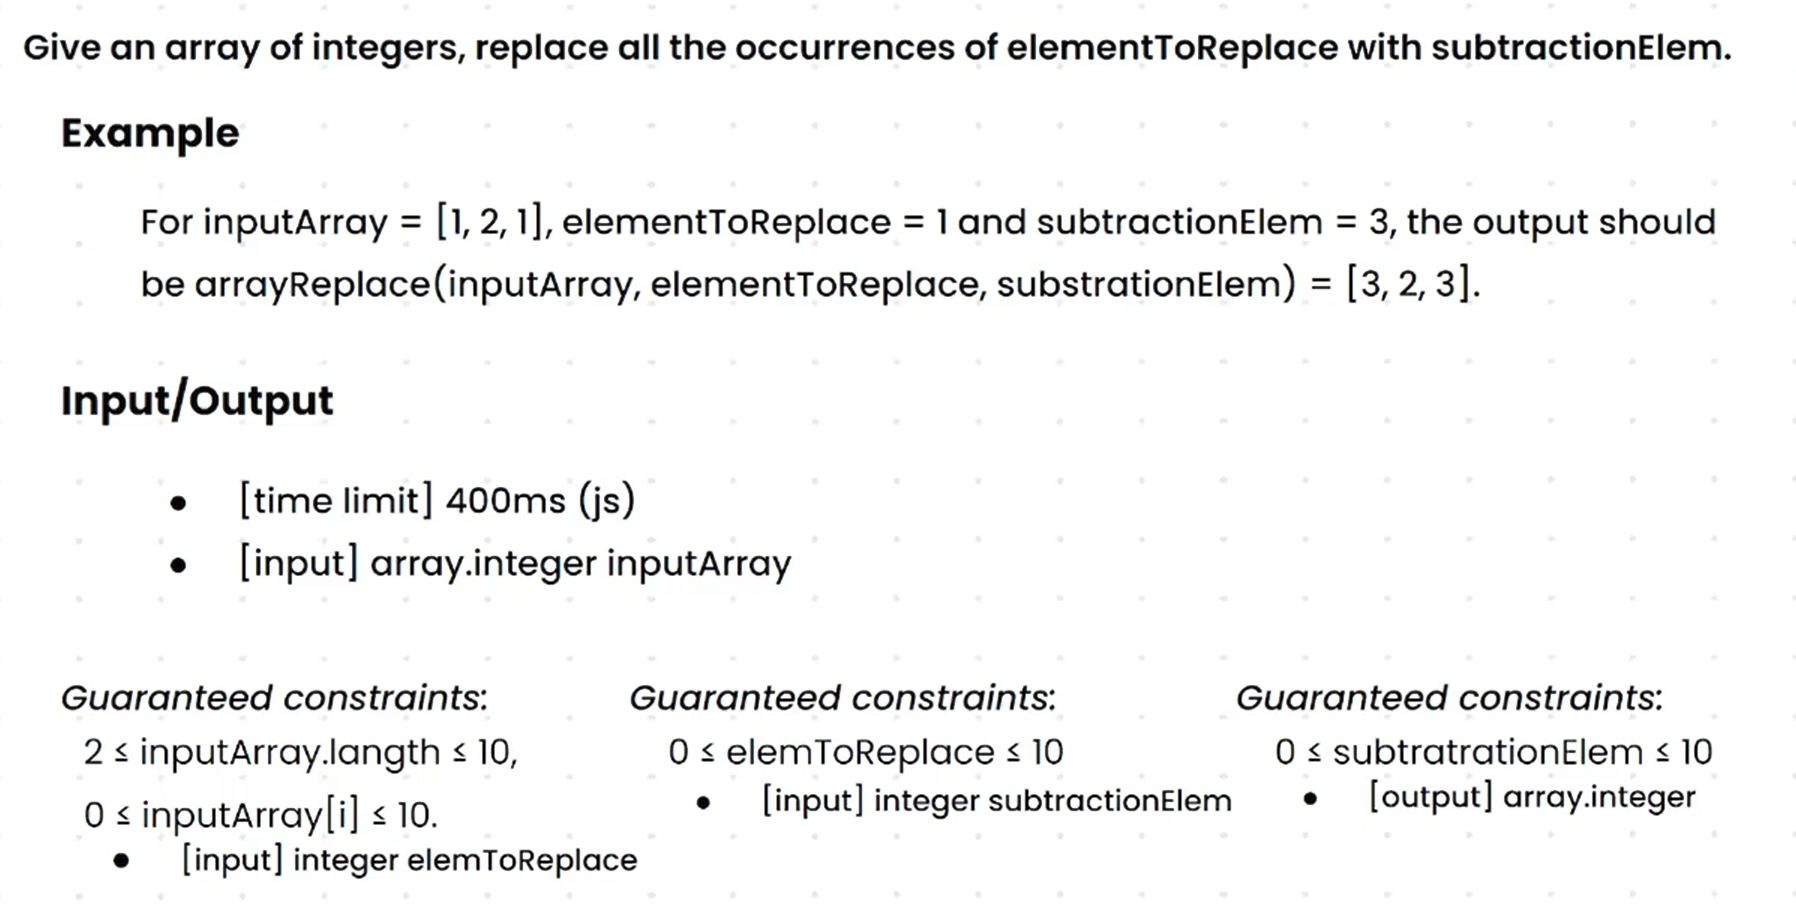 Give an array of integers, replace all the occurrences of elementToReplace with subtractionElem.
Example
For inputArray = [1, 2, 1], elementToReplace = 1 and subtractionElem = 3, the output should
be arrayReplace(inputArray, elementToReplace, substrationElem) = [3, 2, 3].
Input/Output
● [time limit] 400ms (js)
● [input] array.integer inputArray
Guaranteed constraints:
2 ≤ inputArray.langth ≤ 10,
0 ≤ inputArray[i] ≤ 10.
● [input] integer elemToReplace
Guaranteed constraints:
0 ≤ elemToReplace ≤ 10
● [input] integer subtractionElem
Guaranteed constraints:
0 ≤ subtratrationElem ≤ 10
● [output] array.integer